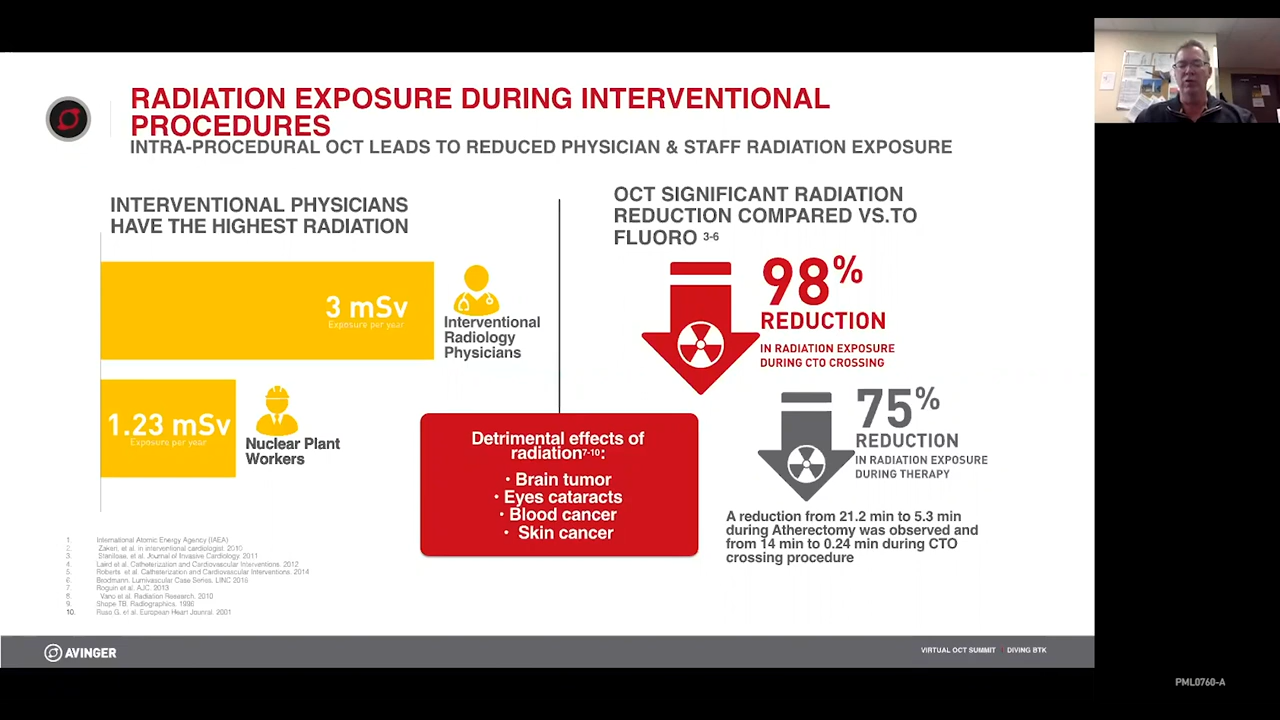 RADIATION EXPOSURE DURING INTERVENTIONAL
PROCEDURES
INTRA-PROCEDURAL OCT LEADS TO REDUCED PHYSICIAN & STAFF RADIATION EXPOSURE
INTERVENTIONAL PHYSICIANS
HAVE THE HIGHEST RADIATION
3 mSv
Exposure per year
Interventional
Radiology
Physicians
1.23 mSv
Exposure per year
Nuclear Plant
Workers
Detrimental effects of
radiation7-10:
• Brain tumor
• Eyes cataracts
• Blood cancer
• Skin cancer
OCT SIGNIFICANT RADIATION
REDUCTION COMPARED VS.TO
FLUORO 3-6
98%
REDUCTION
IN RADIATION EXPOSURE
DURING CTO CROSSING
75%
REDUCTION
IN RADIATION EXPOSURE
DURING THERAPY
A reduction from 21.2 min to 5.3 min
during Atherectomy was observed and
from 14 min to 0.24 min during CTO
crossing procedure
1. International Atomic Energy Agency (IAEA)
2. Zakeri, et al. in interventional cardiologist. 2010
3. et al. Journal of Invasive Cardiology. 2011
4. Laird et al. Catheterization and Cardiovascular Interventions. 2012
5. Roberts et al. Catheterization and Cardiovascular Interventions. 2014
6. Lumivascular Case Series, LINC
7. Roguin et al. AJC. 2013
8. Vano et al. Radiation Research. 2010
9. Shope TB. Radiographics. 1996
10. G. et al. European Heart 2001
AVINGER
VIRTUAL OCT SUMMIT | DIVING BTK
PML0760-A